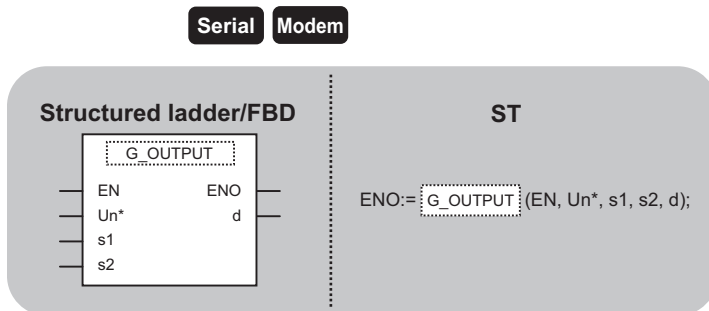 Serial Modem
Structured ladder/FBD
G_OUTPUT
EN ENO
Un* d
s1
s2
ST
ENO:= G_OUTPUT (EN, Un*, s1, s2, d);